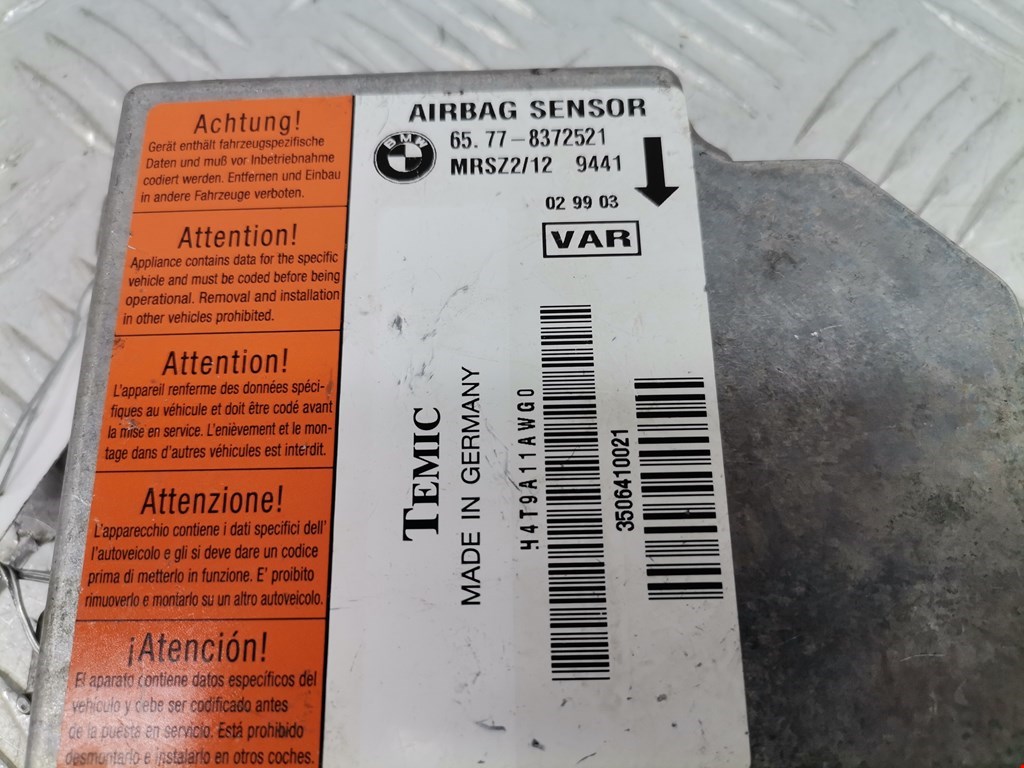 Achtung!
Gerät enthält fahrzeugspezifische
Daten und muß vor Inbetriebnahme
codiert werden. Entfernen und Einbau
in andere Fahrzeuge verboten.
Attention!
Appliance contains data for the specific
vehicle and must be coded before being
operational. Removal and installation
in other vehicles prohibited.
Attention!
L'appareil renferme des données spéci-
fiques au véhicule et doit être codé avant
la mise en service. L'enièvement et le mon-
tage dans d'autres véhicules est interdit.
Attenzione!
L'apparecchio contiene i dati specifici dell'
l'autoveicolo e gli si deve dare un codice
prima di metterlo in funzione. E' proibito
rimuoverlo e montarlo su un altro autoveicolo.
¡Atención!
El aparato contiene datos específicos del
vehículo y debe ser codificado antes
de la puesta en servicio. Está prohibido
desmontarlo e instalarlo en otros coches.
AIRBAG SENSOR
BMW
65. 77-8372521
MRSZ2/12 9441
02 99 03
VAR
TEMIC
MADE IN GERMANY
H4T9A11AWG0
3506410021